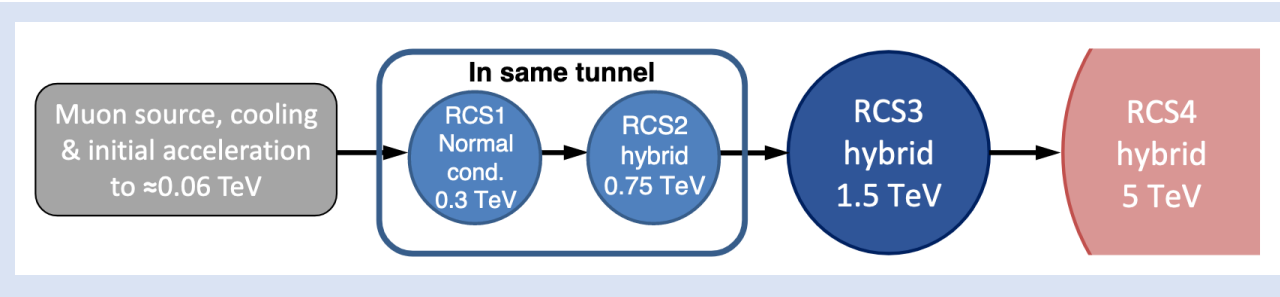 Muon source, cooling
& initial acceleration
to ≈0.06 TeV
In same tunnel
RCS1
Normal
cond.
0.3 TeV
RCS2
hybrid
0.75 TeV
RCS3
hybrid
1.5 TeV
RCS4
hybrid
5 TeV